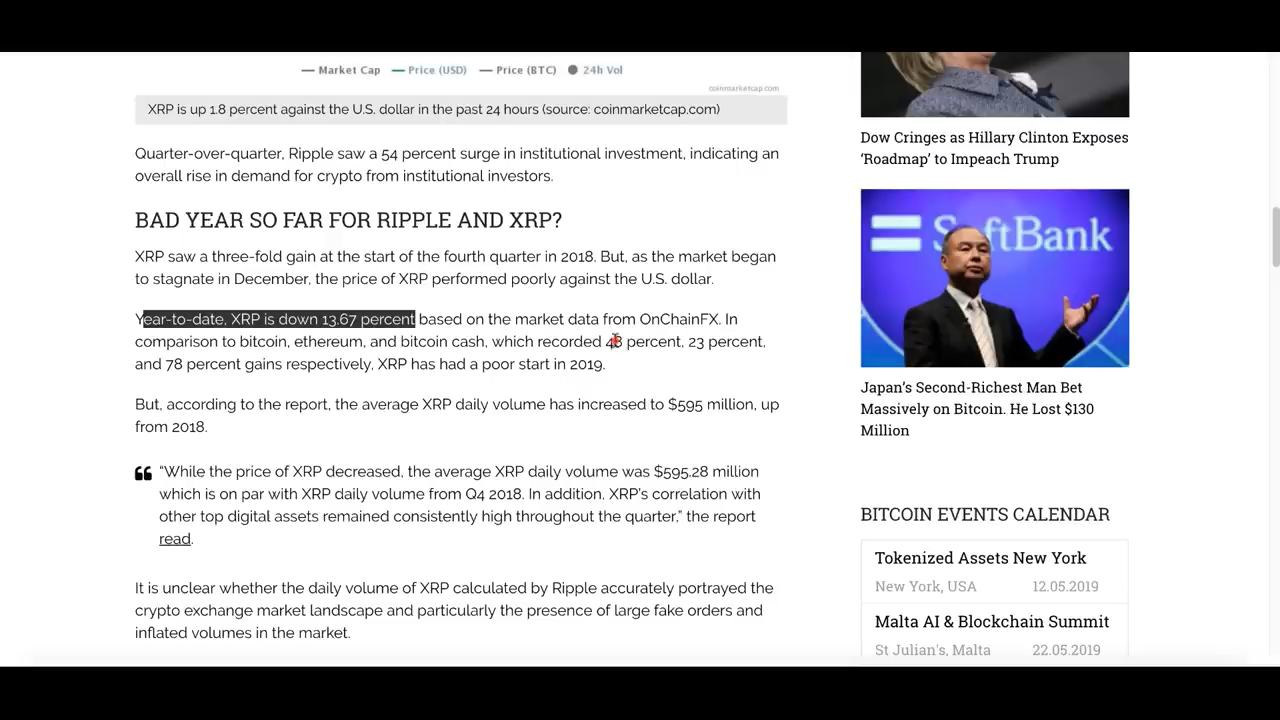 Market Cap Price (USD) Price (BTC) 24h Vol
coinmarketcap.com
XRP is up 1.8 percent against the U.S. dollar in the past 24 hours (source: coinmarketcap.com)
Quarter-over-quarter, Ripple saw a 54 percent surge in institutional investment, indicating an
overall rise in demand for crypto from institutional investors.
BAD YEAR SO FAR FOR RIPPLE AND XRP?
XRP saw a three-fold gain at the start of the fourth quarter in 2018. But, as the market began
to stagnate in December, the price of XRP performed poorly against the U.S. dollar.
Year-to-date, XRP is down 13.67 percent based on the market data from OnChainFX. In
comparison to bitcoin, ethereum, and bitcoin cash, which recorded percent, 23 percent,
and 78 percent gains respectively, XRP has had a poor start in 2019.
But, according to the report, the average XRP daily volume has increased to $595 million, up
from 2018.
“While the price of XRP decreased, the average XRP daily volume was $595.28 million
which is on par with XRP daily volume from Q4 2018. In addition, XRP’s correlation with
other top digital assets remained consistently high throughout the quarter,” the report
read.
It is unclear whether the daily volume of XRP calculated by Ripple accurately portrayed the
crypto exchange market landscape and particularly the presence of large fake orders and
inflated volumes in the market.
Dow Cringes as Hillary Clinton Exposes
‘Roadmap’ to Impeach Trump
SoftBank
Japan’s Second-Richest Man Bet
Massively on Bitcoin. He Lost $130
Million
BITCOIN EVENTS CALENDAR
Tokenized Assets New York
New York, USA 12.05.2019
Malta AI & Blockchain Summit
St Julian's, Malta 22.05.2019